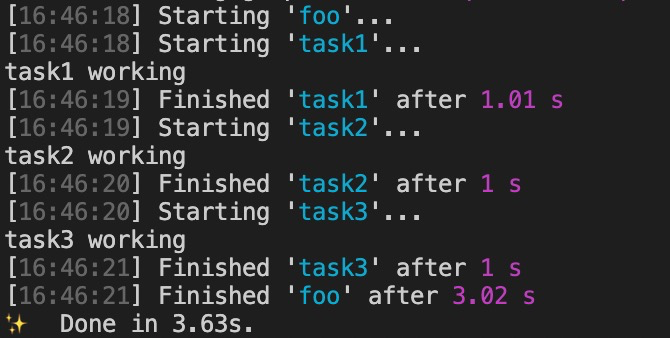 [16:46:18] Starting 'foo'...
[16:46:18] Starting 'task1'...
task1 working
[16:46:19] Finished 'task1' after 1.01 s
[16:46:19] Starting 'task2'...
task2 working
[16:46:20] Finished 'task2' after 1 s
[16:46:20] Starting 'task3'...
task3 working
[16:46:21] Finished 'task3' after 1 s
[16:46:21] Finished 'foo' after 3.02 s
✨ Done in 3.63s.